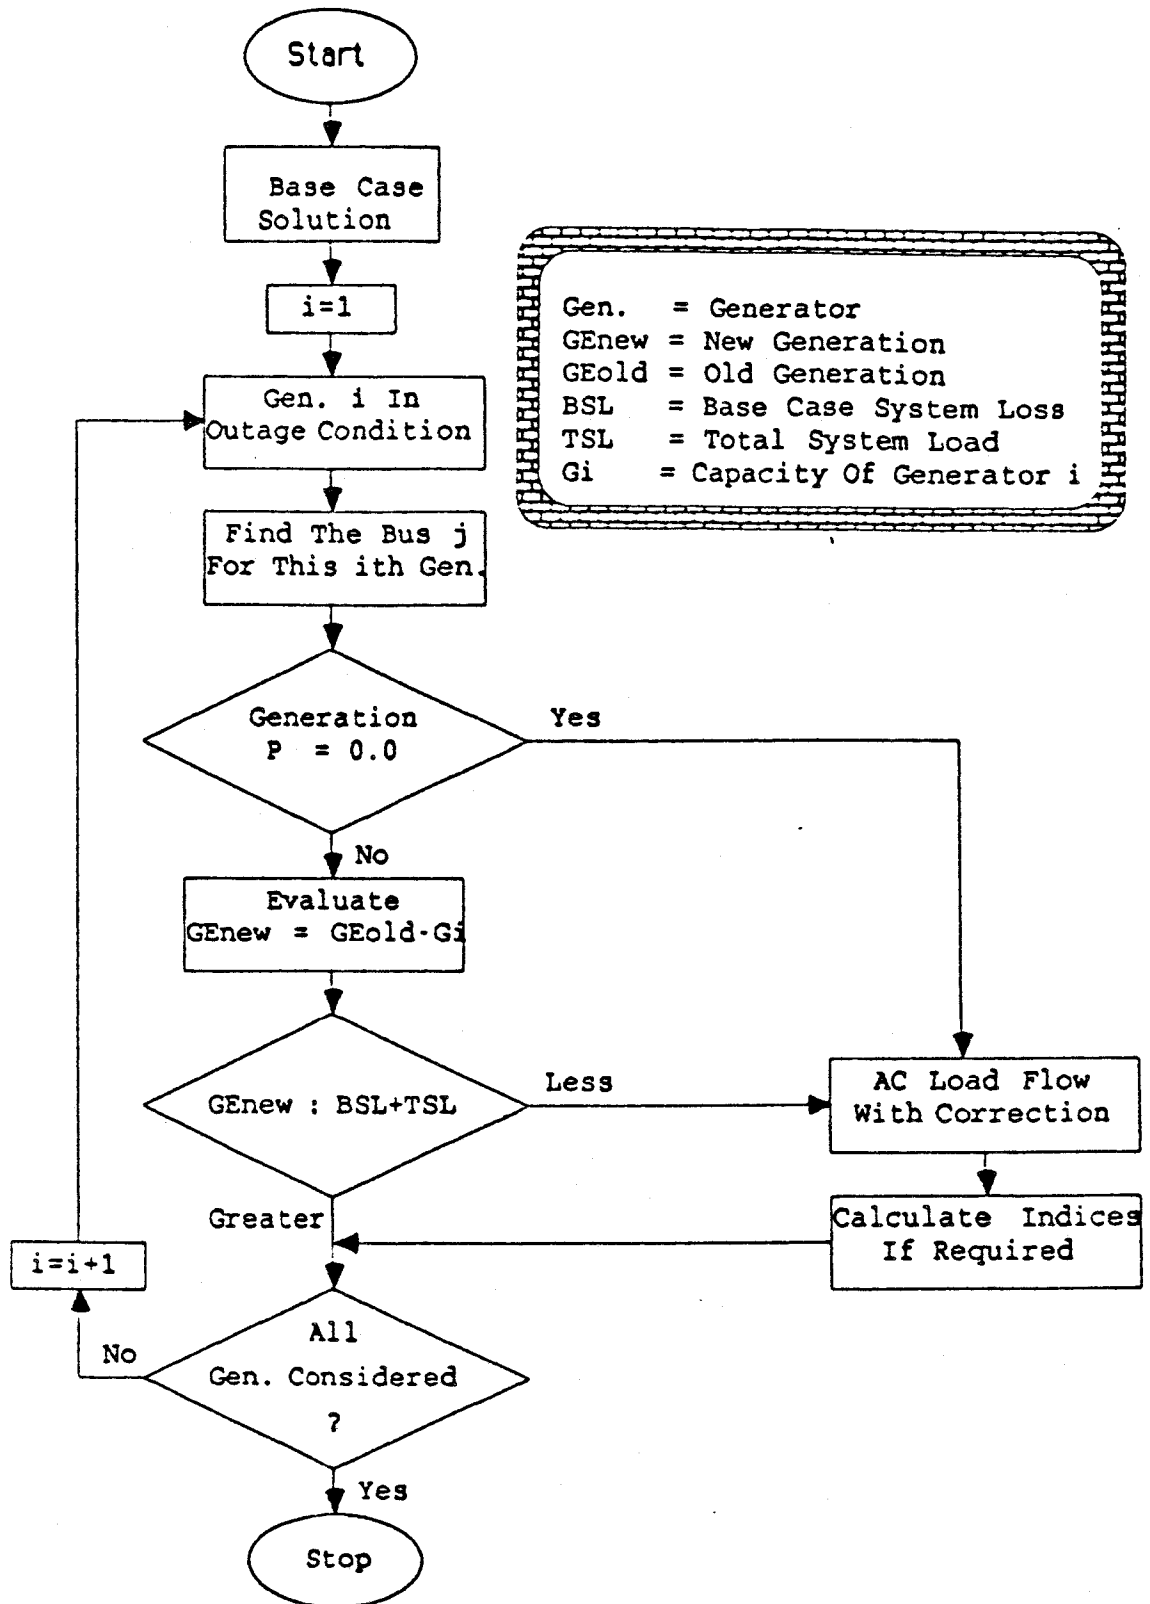 Start
Base Case
Solution
i=1
Gen. i In
Outage Condition
Find The Bus j
For This ith Gen.
Generation
P = 0.0
Yes
No
Evaluate
GEnew = GEold-Gi
GEnew : BSL+TSL
Less
AC Load Flow
With Correction
Calculate Indices
If Required
Greater
i=i+1
No
All
Gen. Considered
?
Yes
Stop
Gen. = Generator
GEnew = New Generation
GEold = Old Generation
BSL = Base Case System Loss
TSL = Total System Load
Gi = Capacity Of Generator i